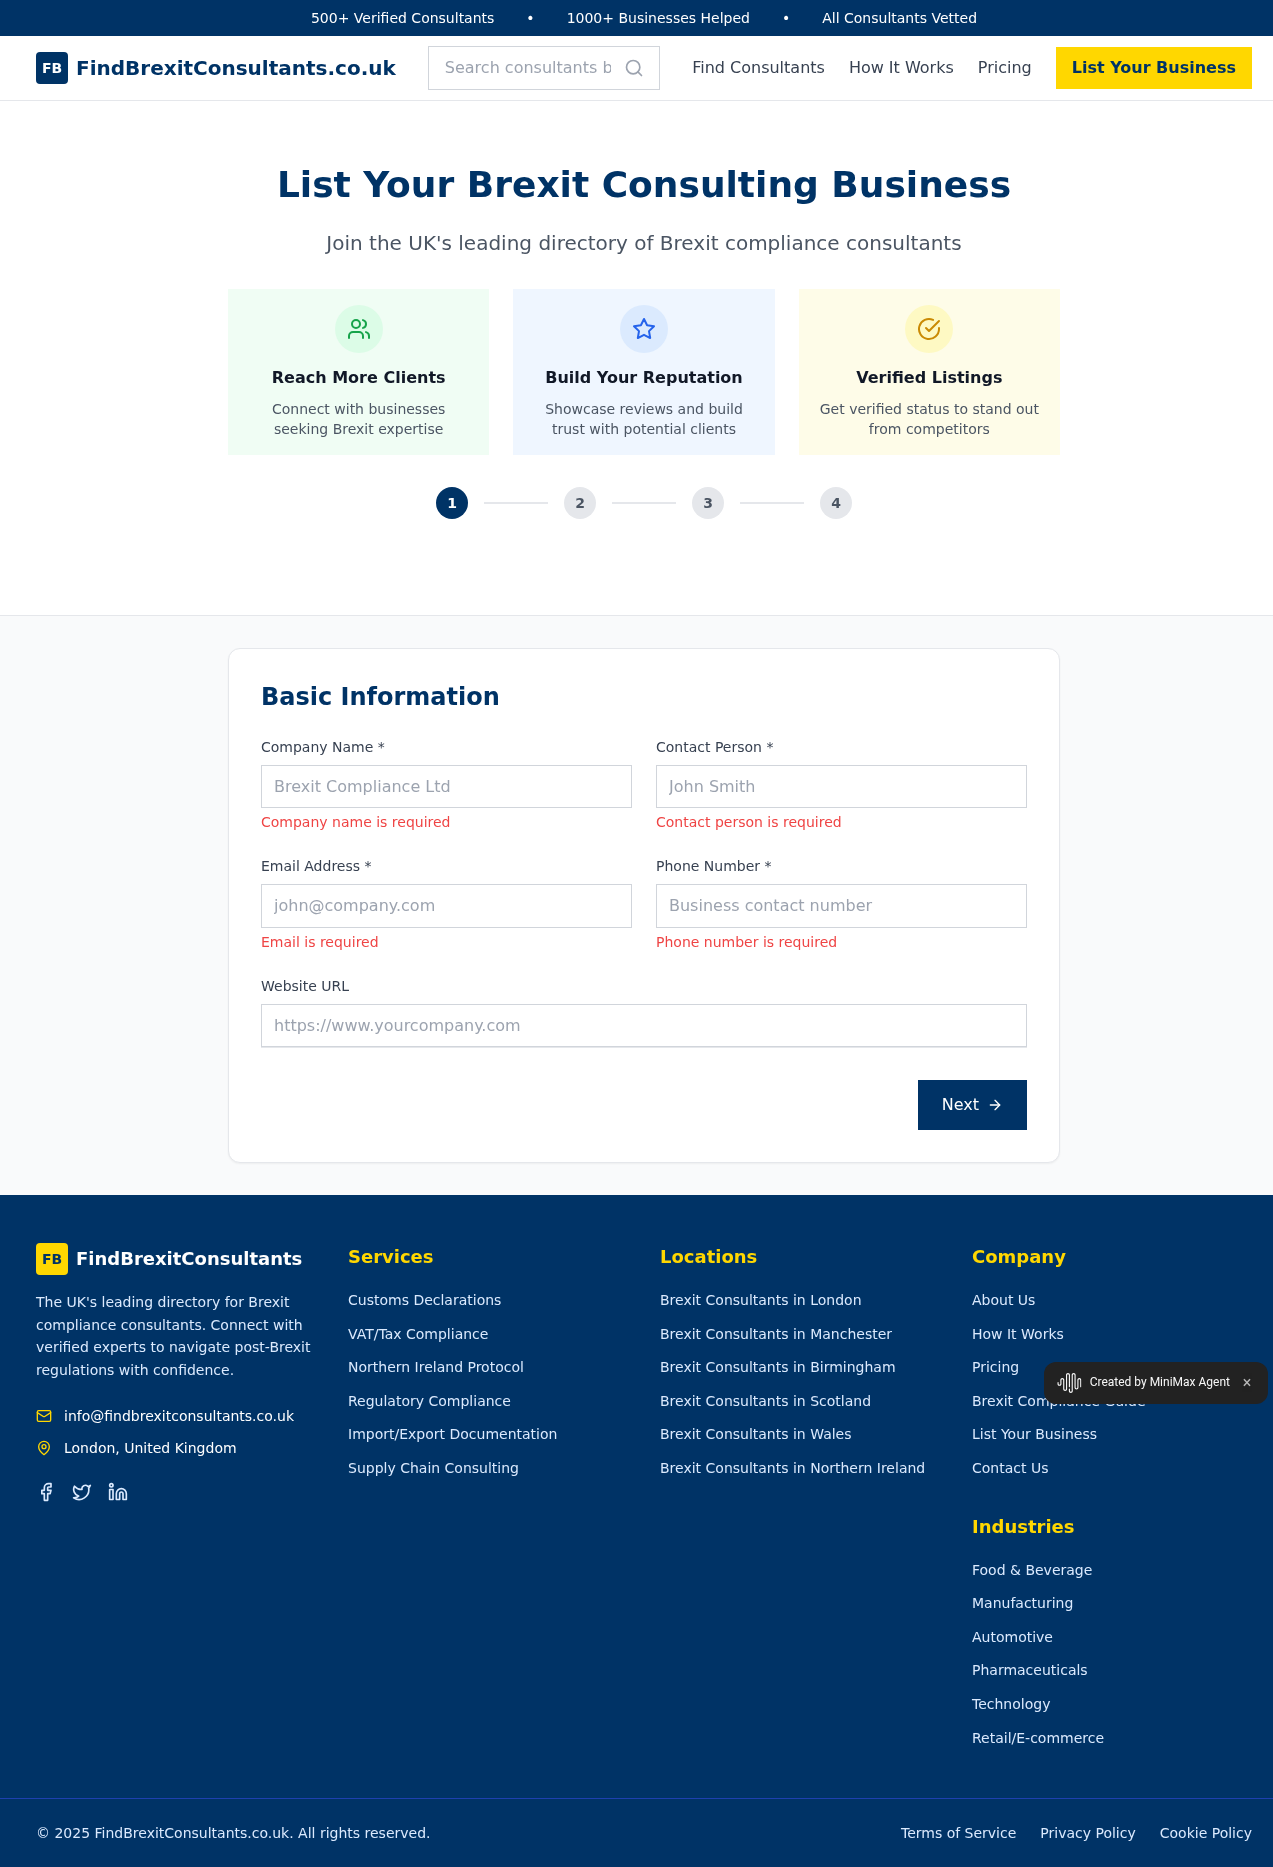 500+ Verified Consultants • 1000+ Businesses Helped • All Consultants Vetted
FB FindBrexitConsultants.co.uk
Search consultants b
Find Consultants
How It Works
Pricing
List Your Business
List Your Brexit Consulting Business
Join the UK's leading directory of Brexit compliance consultants
Reach More Clients
Connect with businesses
seeking Brexit expertise
Build Your Reputation
Showcase reviews and build
trust with potential clients
Verified Listings
Get verified status to stand out
from competitors
1 2 3 4
Basic Information
Company Name *
Brexit Compliance Ltd
Company name is required
Contact Person *
John Smith
Contact person is required
Email Address *
john@company.com
Email is required
Phone Number *
Business contact number
Phone number is required
Website URL
https://www.yourcompany.com
Next
FB FindBrexitConsultants
The UK's leading directory for Brexit
compliance consultants. Connect with
verified experts to navigate post-Brexit
regulations with confidence.
info@findbrexitconsultants.co.uk
London, United Kingdom
Services
Customs Declarations
VAT/Tax Compliance
Northern Ireland Protocol
Regulatory Compliance
Import/Export Documentation
Supply Chain Consulting
Locations
Brexit Consultants in London
Brexit Consultants in Manchester
Brexit Consultants in Birmingham
Brexit Consultants in Scotland
Brexit Consultants in Wales
Brexit Consultants in Northern Ireland
Company
About Us
How It Works
Pricing
Brexit Compliance Guide
List Your Business
Contact Us
Created by MiniMax Agent ×
Industries
Food & Beverage
Manufacturing
Automotive
Pharmaceuticals
Technology
Retail/E-commerce
© 2025 FindBrexitConsultants.co.uk. All rights reserved.
Terms of Service
Privacy Policy
Cookie Policy